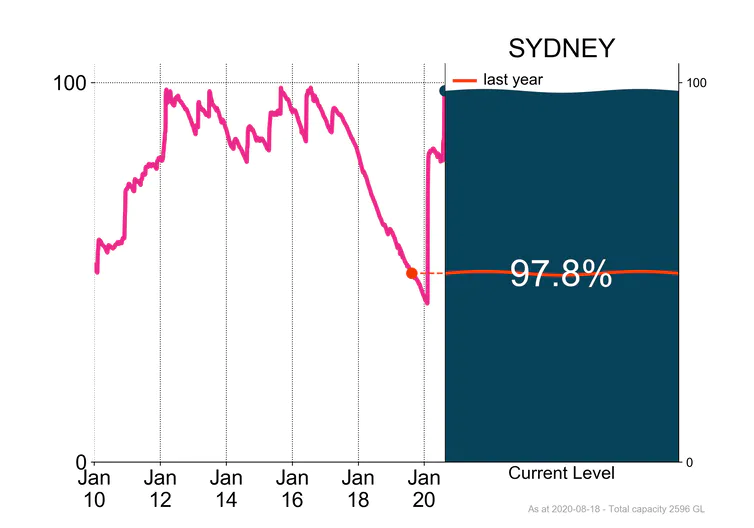 SYDNEY
100
last year
100
97.8%
0
0
Jan
10
Jan
12
Jan
14
Jan
16
Jan
18
Jan
20
Current Level
As at 2020-08-18 - Total capacity 2596 GL